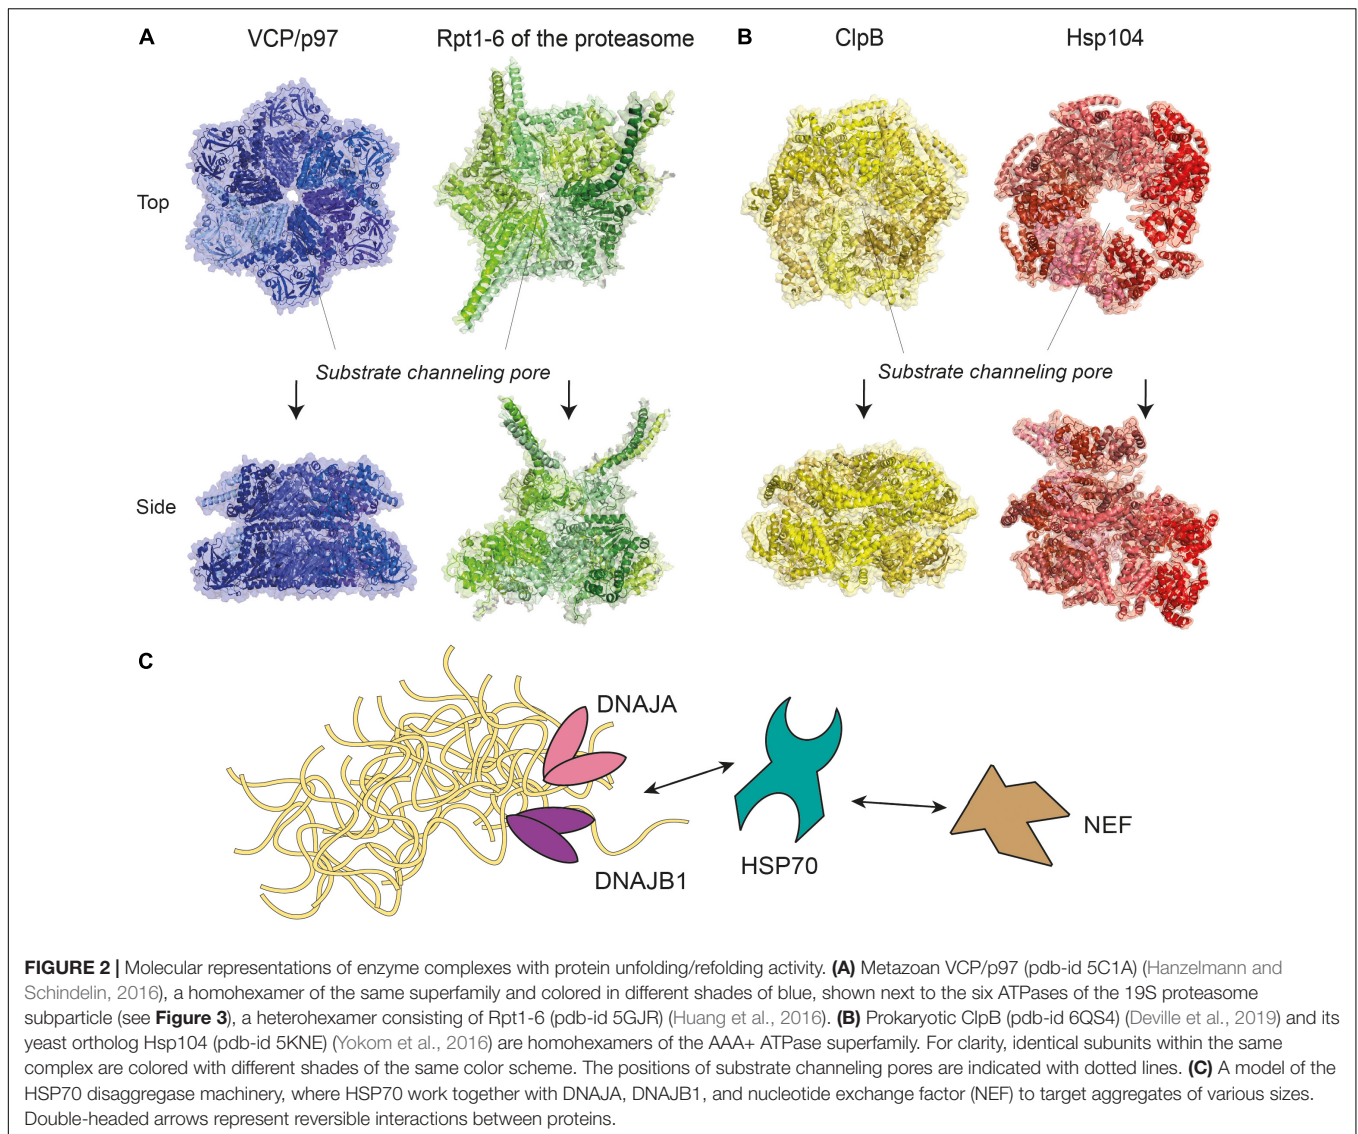 A VCP/p97 Rpt1-6 of the proteasome B ClpB Hsp104
Top
Substrate channeling pore Substrate channeling pore
Side
C
DNAJA
NEF
HSP70
DNAJB1
FIGURE 2 | Molecular representations of enzyme complexes with protein unfolding/refolding activity. (A) Metazoan VCP/p97 (pdb-id 5C1A) (Hanzelmann and
Schindelin, 2016), a homohexamer of the same superfamily and colored in different shades of blue, shown next to the six ATPases of the 19S proteasome
subparticle (see Figure 3), a heterohexamer consisting of Rpt1-6 (pdb-id 5GJR) (Huang et al., 2016). (B) Prokaryotic ClpB (pdb-id 6QS4) (Deville et al., 2019) and its
yeast ortholog Hsp104 (pdb-id 5KNE) (Yokom et al., 2016) are homohexamers of the AAA+ ATPase superfamily. For clarity, identical subunits within the same
complex are colored with different shades of the same color scheme. The positions of substrate channeling pores are indicated with dotted lines. (C) A model of the
HSP70 disaggregase machinery, where HSP70 work together with DNAJA, DNAJB1, and nucleotide exchange factor (NEF) to target aggregates of various sizes.
Double-headed arrows represent reversible interactions between proteins.